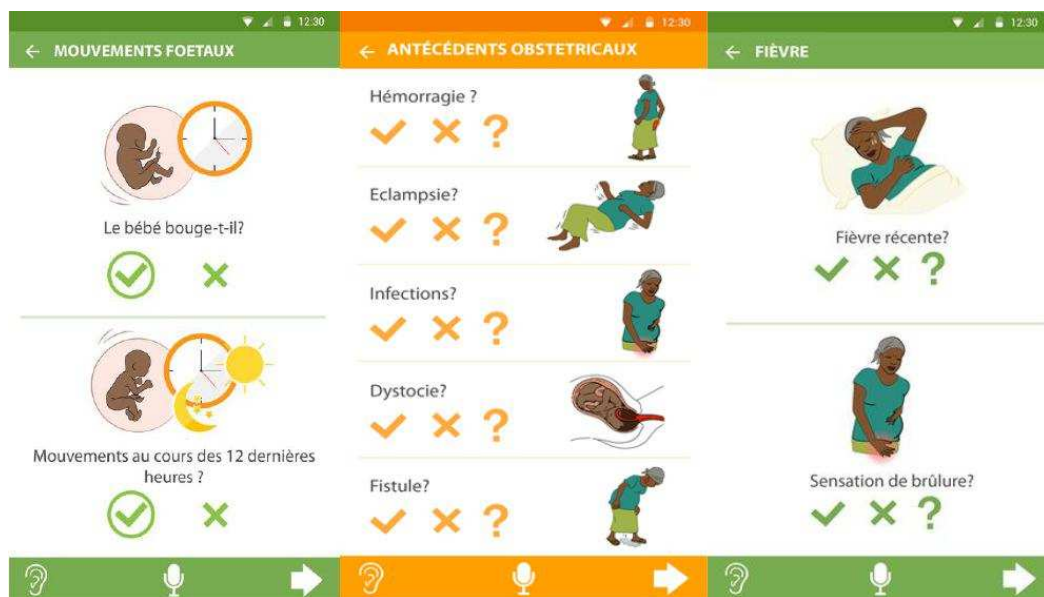 12:30
MOUVEMENTS FOETAUX
Le bébé bouge-t-il?
Mouvements au cours des 12 dernières
heures ?
12:30
ANTÉCÉDENTS OBSTETRICAUX
Hémorragie ?
?
Eclampsie?
?
Infections?
?
Dystocie?
?
Fistule?
?
12:30
FIÈVRE
Fièvre récente?
?
Sensation de brûlure?
?